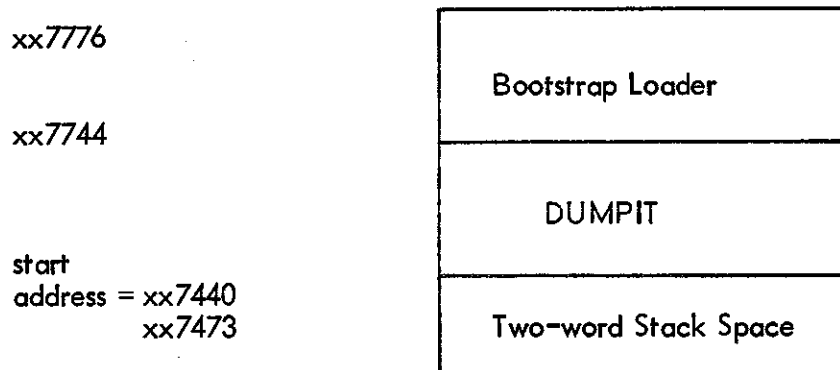 xx7776
Bootstrap Loader
xx7744
DUMPIT
start
address = xx7440
xx7473
Two-word Stack Space